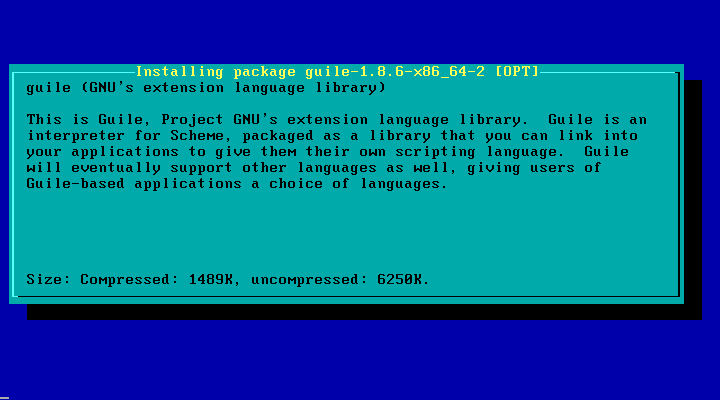 Installing package guile-1.8.6-x86_64-2 [OPT]
guile (GNU's extension language library)
This is Guile, Project GNU's extension language library.  Guile is an
interpreter for Scheme, packaged as a library that you can link into
your applications to give them their own scripting language.  Guile
will eventually support other languages as well, giving users of
Guile-based applications a choice of languages.
Size: Compressed: 1489K, uncompressed: 6250K.